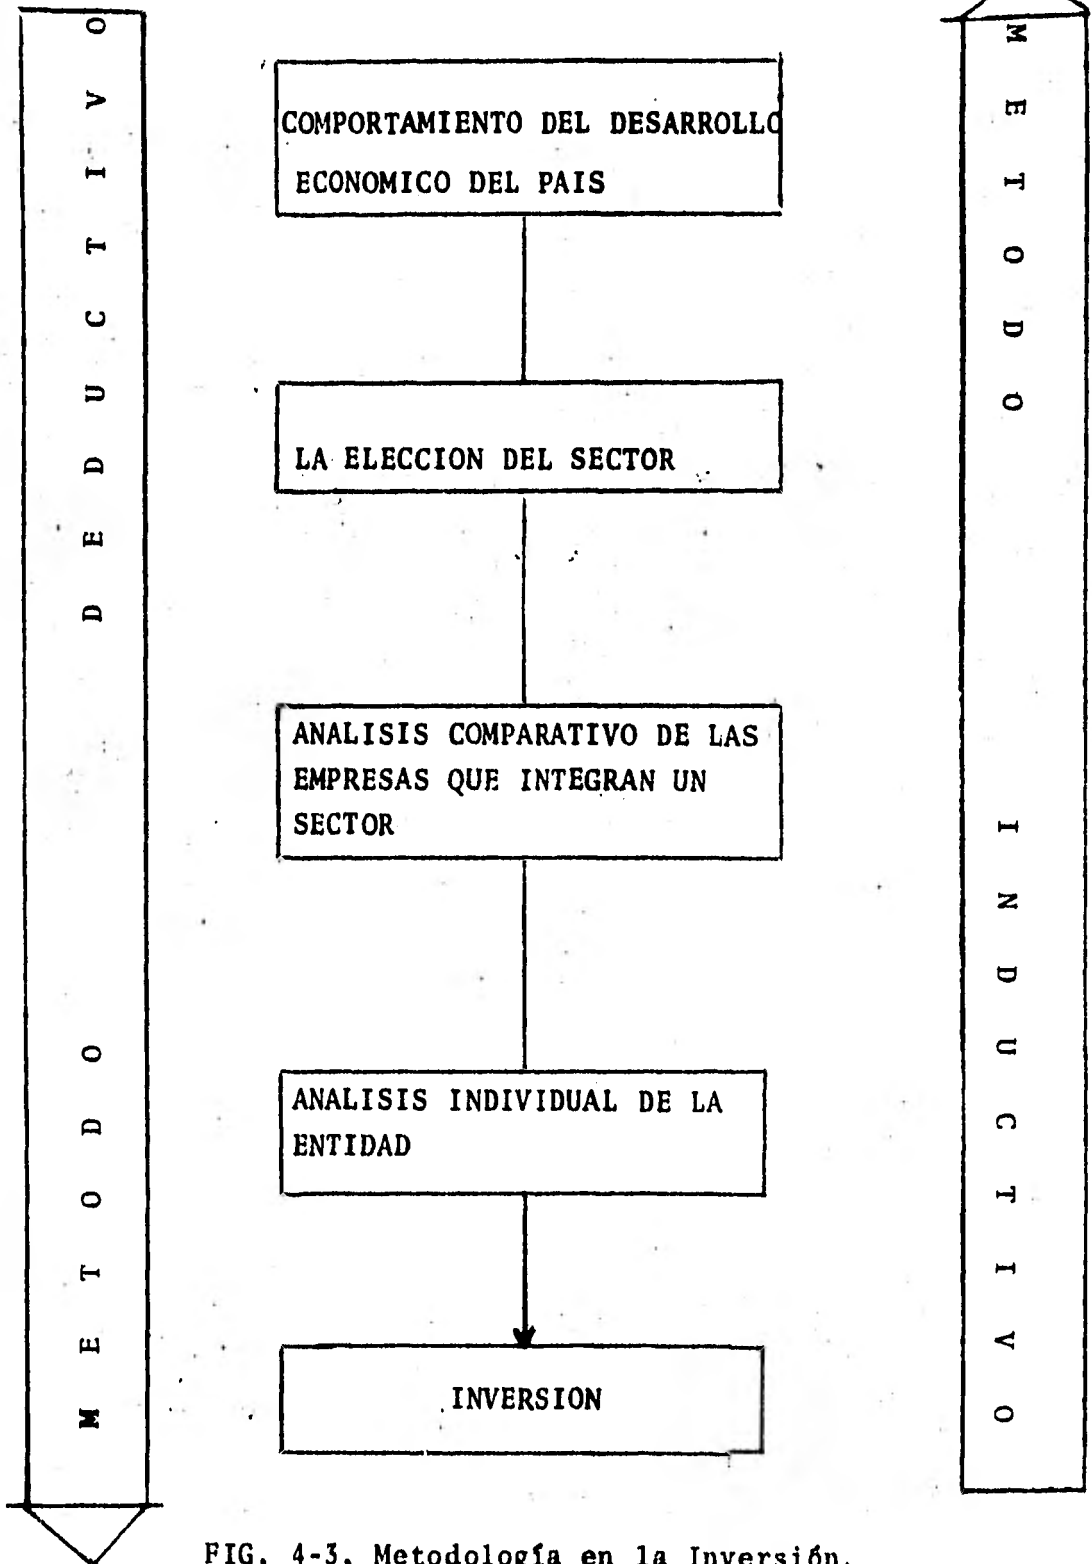 METODO DEDUCTIVO
COMPORTAMIENTO DEL DESARROLLO
ECONOMICO DEL PAIS
LA ELECCION DEL SECTOR
ANALISIS COMPARATIVO DE LAS
EMPRESAS QUE INTEGRAN UN
SECTOR
ANALISIS INDIVIDUAL DE LA
ENTIDAD
INVERSION
METODO INDUCTIVO
FIG. 4-3. Metodología en la Inversión.